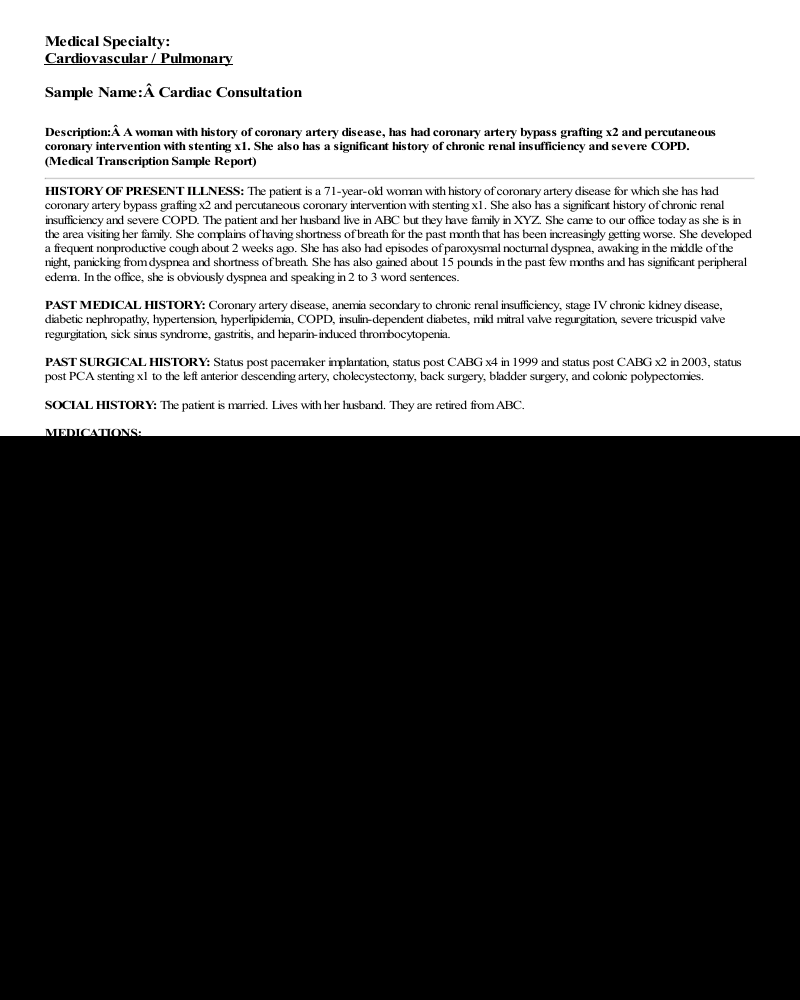 Medical Specialty:
Cardiovascular / Pulmonary
Sample Name:Â Cardiac Consultation
Description:Â A woman with history of coronary artery disease, has had coronary artery bypass grafting x2 and percutaneous
coronary intervention with stenting x1. She also has a significant history of chronic renal insufficiency and severe COPD.
(Medical Transcription Sample Report)
HISTORY OF PRESENT ILLNESS: The patient is a 71-year-old woman with history of coronary artery disease for which she has had
coronary artery bypass grafting x2 and percutaneous coronary intervention with stenting x1. She also has a significant history of chronic renal
insufficiency and severe COPD. The patient and her husband live in ABC but they have family in XYZ. She came to our office today as she is in
the area visiting her family. She complains of having shortness of breath for the past month that has been increasingly getting worse. She developed
a frequent nonproductive cough about 2 weeks ago. She has also had episodes of paroxysmal nocturnal dyspnea, awaking in the middle of the
night, panicking from dyspnea and shortness of breath. She has also gained about 15 pounds in the past few months and has significant peripheral
edema. In the office, she is obviously dyspnea and speaking in 2 to 3 word sentences.
PAST MEDICAL HISTORY: Coronary artery disease, anemia secondary to chronic renal insufficiency, stage IV chronic kidney disease,
diabetic nephropathy, hypertension, hyperlipidemia, COPD, insulin-dependent diabetes, mild mitral valve regurgitation, severe tricuspid valve
regurgitation, sick sinus syndrome, gastritis, and heparin-induced thrombocytopenia.
PAST SURGICAL HISTORY: Status post pacemaker implantation, status post CABG x4 in 1999 and status post CABG x2 in 2003, status
post PCA stenting x1 to the left anterior descending artery, cholecystectomy, back surgery, bladder surgery, and colonic polypectomies.
SOCIAL HISTORY: The patient is married. Lives with her husband. They are retired from ABC.
MEDICATIONS: